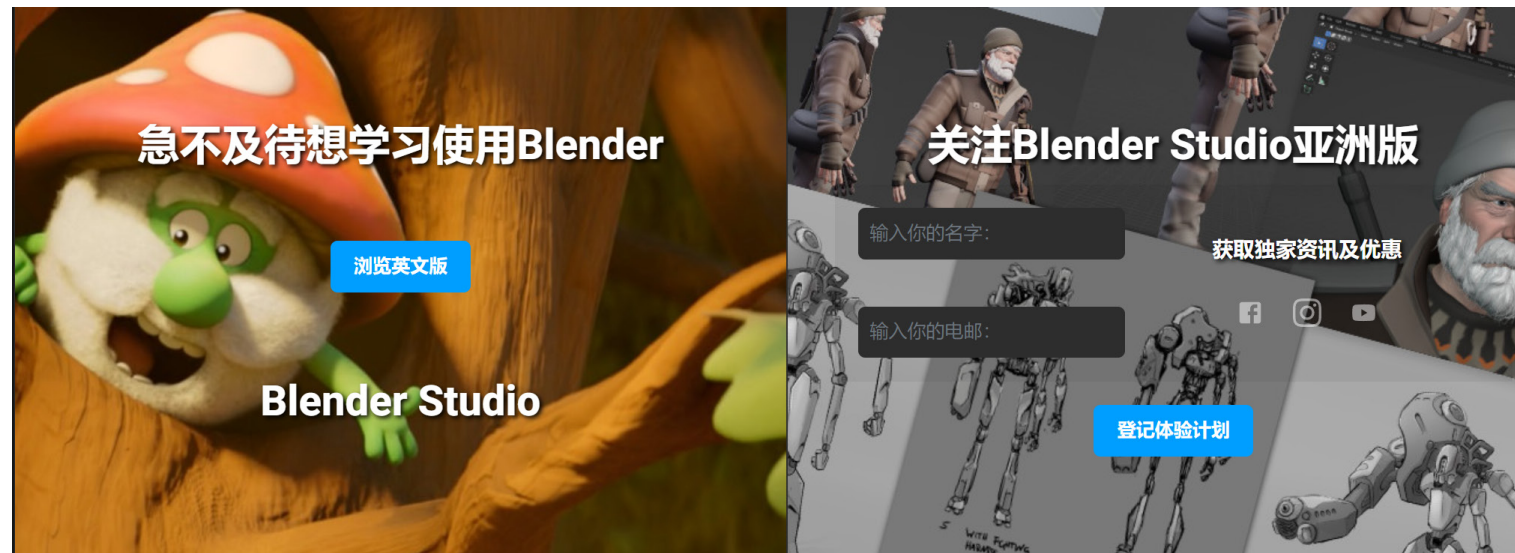 急不及待想学习使用Blender
浏览英文版
Blender Studio
关注Blender Studio亚洲版
输入你的名字：
获取独家资讯及优惠
输入你的电邮：
登记体验计划
5
WITH FIGHTING